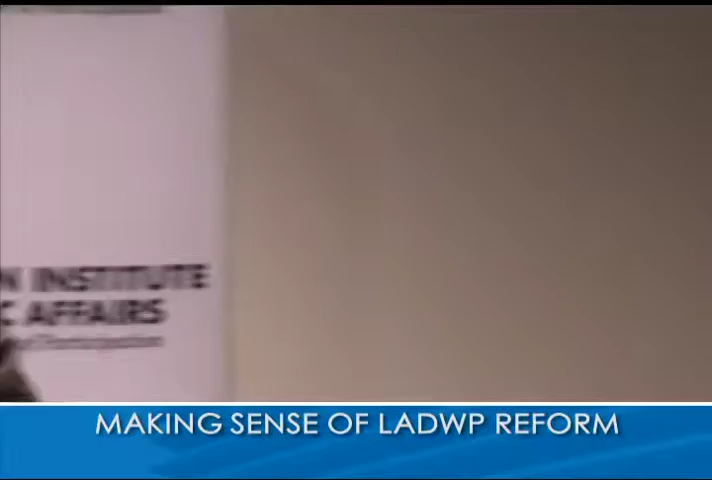 N INSTITUTE
C AFFAIRS
MAKING SENSE OF LADWP REFORM